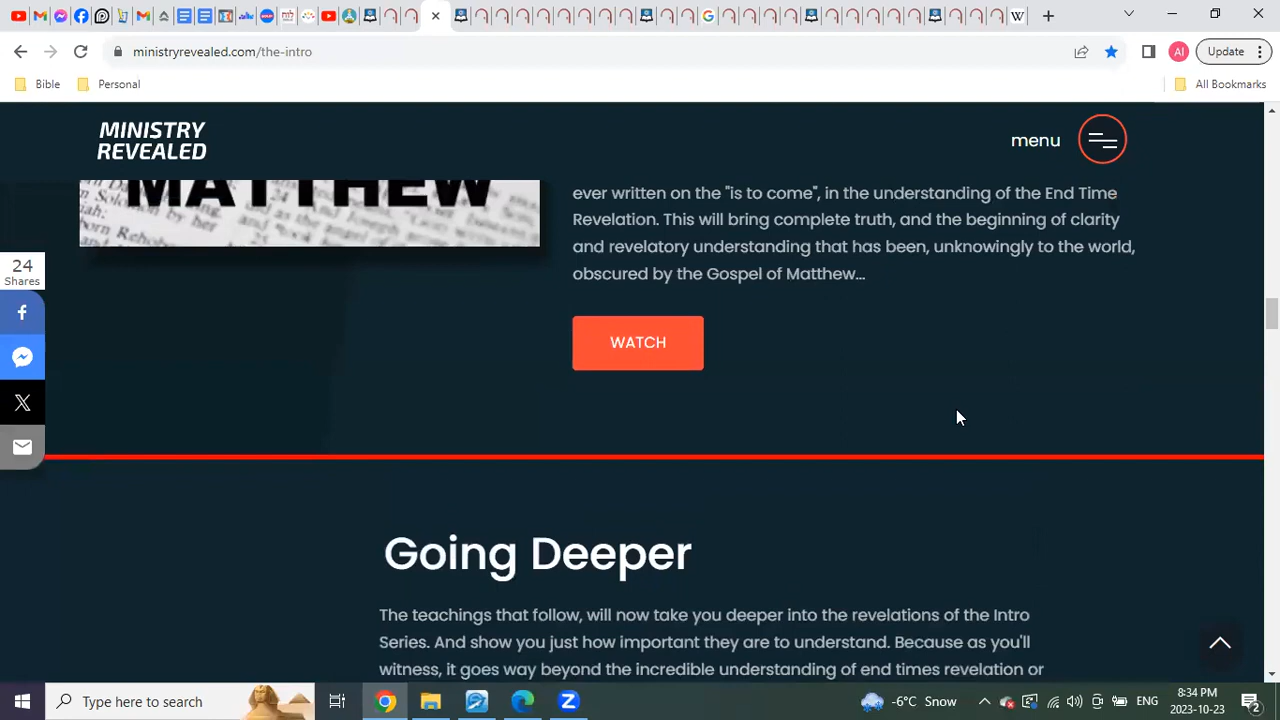 ministryrevealed.com/the-intro
AI
Update
Bible
Personal
All Bookmarks
MINISTRY
REVEALED
menu
MATTHEW
ever written on the "is to come", in the understanding of the End Time
Revelation. This will bring complete truth, and the beginning of clarity
and revelatory understanding that has been, unknowingly to the world,
obscured by the Gospel of Matthew...
24
Shares
WATCH
Going Deeper
The teachings that follow, will now take you deeper into the revelations of the Intro
Series. And show you just how important they are to understand. Because as you'll
witness, it goes way beyond the incredible understanding of end times revelation or
Type here to search
-6°C Snow
ENG
8:34 PM
2023-10-23
2